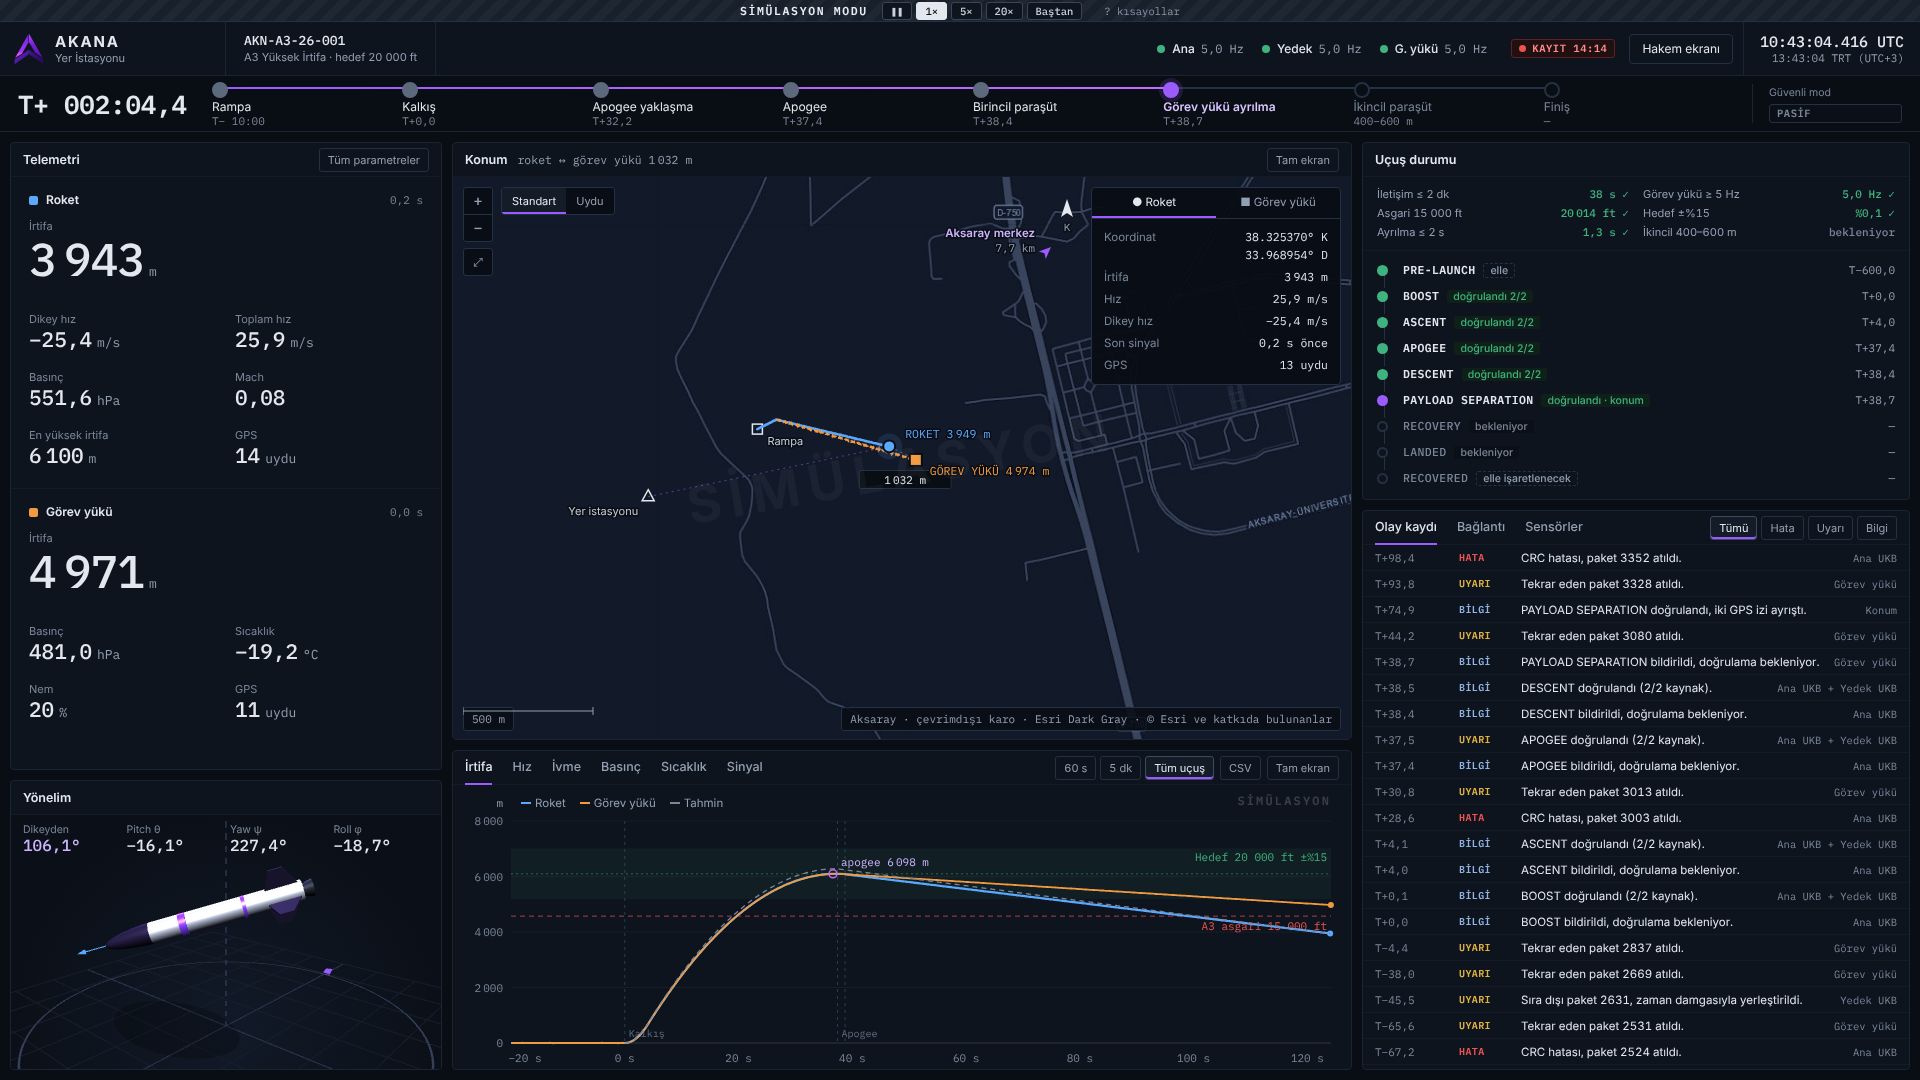 SİMÜLASYON MODU
1×
5×
20×
Baştan
? kısayollar
AKANA
Yer İstasyonu
AKN-A3-26-001
A3 Yüksek İrtifa · hedef 20 000 ft
Ana 5,0 Hz
Yedek 5,0 Hz
G. yükü 5,0 Hz
KAYIT 14:14
Hakem ekranı
10:43:04.416 UTC
13:43:04 TRT (UTC+3)
T+ 002:04,4
Rampa
T− 10:00
Kalkış
T+0,0
Apogee yaklaşma
T+32,2
Apogee
T+37,4
Birincil paraşüt
T+38,4
Görev yükü ayrılma
T+38,7
İkincil paraşüt
400–600 m
Finiş
—
Güvenli mod
PASİF
Telemetri
Tüm parametreler
Roket
0,2 s
İrtifa
3 943 m
Dikey hız
−25,4 m/s
Toplam hız
25,9 m/s
Basınç
551,6 hPa
Mach
0,08
En yüksek irtifa
6 100 m
GPS
14 uydu
Görev yükü
0,0 s
İrtifa
4 971 m
Basınç
481,0 hPa
Sıcaklık
−19,2 °C
Nem
20 %
GPS
11 uydu
Yönelim
Dikeyden
106,1°
Pitch θ
−16,1°
Yaw ψ
227,4°
Roll φ
−18,7°
Konum
roket ↔ görev yükü 1 032 m
Tam ekran
+
−
Standart
Uydu
D-750
Aksaray merkez
7,7 km
K
Roket
Görev yükü
Koordinat
38.325370° K
33.968954° D
İrtifa
3 943 m
Hız
25,9 m/s
Dikey hız
−25,4 m/s
Son sinyal
0,2 s önce
GPS
13 uydu
SİMÜLASYON
Rampa
ROKET 3 949 m
GÖREV YÜKÜ 4 974 m
1 032 m
Yer istasyonu
AKSARAY-ÜNİVERSİT
500 m
Aksaray · çevrimdışı karo · Esri Dark Gray · © Esri ve katkıda bulunanlar
İrtifa
Hız
İvme
Basınç
Sıcaklık
Sinyal
60 s
5 dk
Tüm uçuş
CSV
Tam ekran
m
Roket
Görev yükü
Tahmin
SİMÜLASYON
8 000
6 000
4 000
2 000
0
apogee 6 098 m
Hedef 20 000 ft ±%15
A3 asgari 15 000 ft
Kalkış
Apogee
−20 s
0 s
20 s
40 s
60 s
80 s
100 s
120 s
Uçuş durumu
İletişim ≤ 2 dk
38 s ✓
Görev yükü ≥ 5 Hz
5,0 Hz ✓
Asgari 15 000 ft
20 014 ft ✓
Hedef ±%15
%0,1 ✓
Ayrılma ≤ 2 s
1,3 s ✓
İkincil 400–600 m
bekleniyor
PRE-LAUNCH elle T−600,0
BOOST doğrulandı 2/2 T+0,0
ASCENT doğrulandı 2/2 T+4,0
APOGEE doğrulandı 2/2 T+37,4
DESCENT doğrulandı 2/2 T+38,4
PAYLOAD SEPARATION doğrulandı · konum T+38,7
RECOVERY bekleniyor —
LANDED bekleniyor —
RECOVERED elle işaretlenecek —
Olay kaydı
Bağlantı
Sensörler
Tümü
Hata
Uyarı
Bilgi
T+98,4 HATA CRC hatası, paket 3352 atıldı. Ana UKB
T+93,8 UYARI Tekrar eden paket 3328 atıldı. Görev yükü
T+74,9 BİLGİ PAYLOAD SEPARATION doğrulandı, iki GPS izi ayrıştı. Konum
T+44,2 UYARI Tekrar eden paket 3080 atıldı. Görev yükü
T+38,7 BİLGİ PAYLOAD SEPARATION bildirildi, doğrulama bekleniyor. Görev yükü
T+38,5 BİLGİ DESCENT doğrulandı (2/2 kaynak). Ana UKB + Yedek UKB
T+38,4 BİLGİ DESCENT bildirildi, doğrulama bekleniyor. Ana UKB
T+37,5 UYARI APOGEE doğrulandı (2/2 kaynak). Ana UKB + Yedek UKB
T+37,4 BİLGİ APOGEE bildirildi, doğrulama bekleniyor. Ana UKB
T+30,8 UYARI Tekrar eden paket 3013 atıldı. Görev yükü
T+28,6 HATA CRC hatası, paket 3003 atıldı. Ana UKB
T+4,1 BİLGİ ASCENT doğrulandı (2/2 kaynak). Ana UKB + Yedek UKB
T+4,0 BİLGİ ASCENT bildirildi, doğrulama bekleniyor. Ana UKB
T+0,1 BİLGİ BOOST doğrulandı (2/2 kaynak). Ana UKB + Yedek UKB
T+0,0 BİLGİ BOOST bildirildi, doğrulama bekleniyor. Ana UKB
T−4,4 UYARI Tekrar eden paket 2837 atıldı. Görev yükü
T−38,0 UYARI Tekrar eden paket 2669 atıldı. Görev yükü
T−45,5 UYARI Sıra dışı paket 2631, zaman damgasıyla yerleştirildi. Yedek UKB
T−65,6 UYARI Tekrar eden paket 2531 atıldı. Görev yükü
T−67,2 HATA CRC hatası, paket 2524 atıldı. Ana UKB